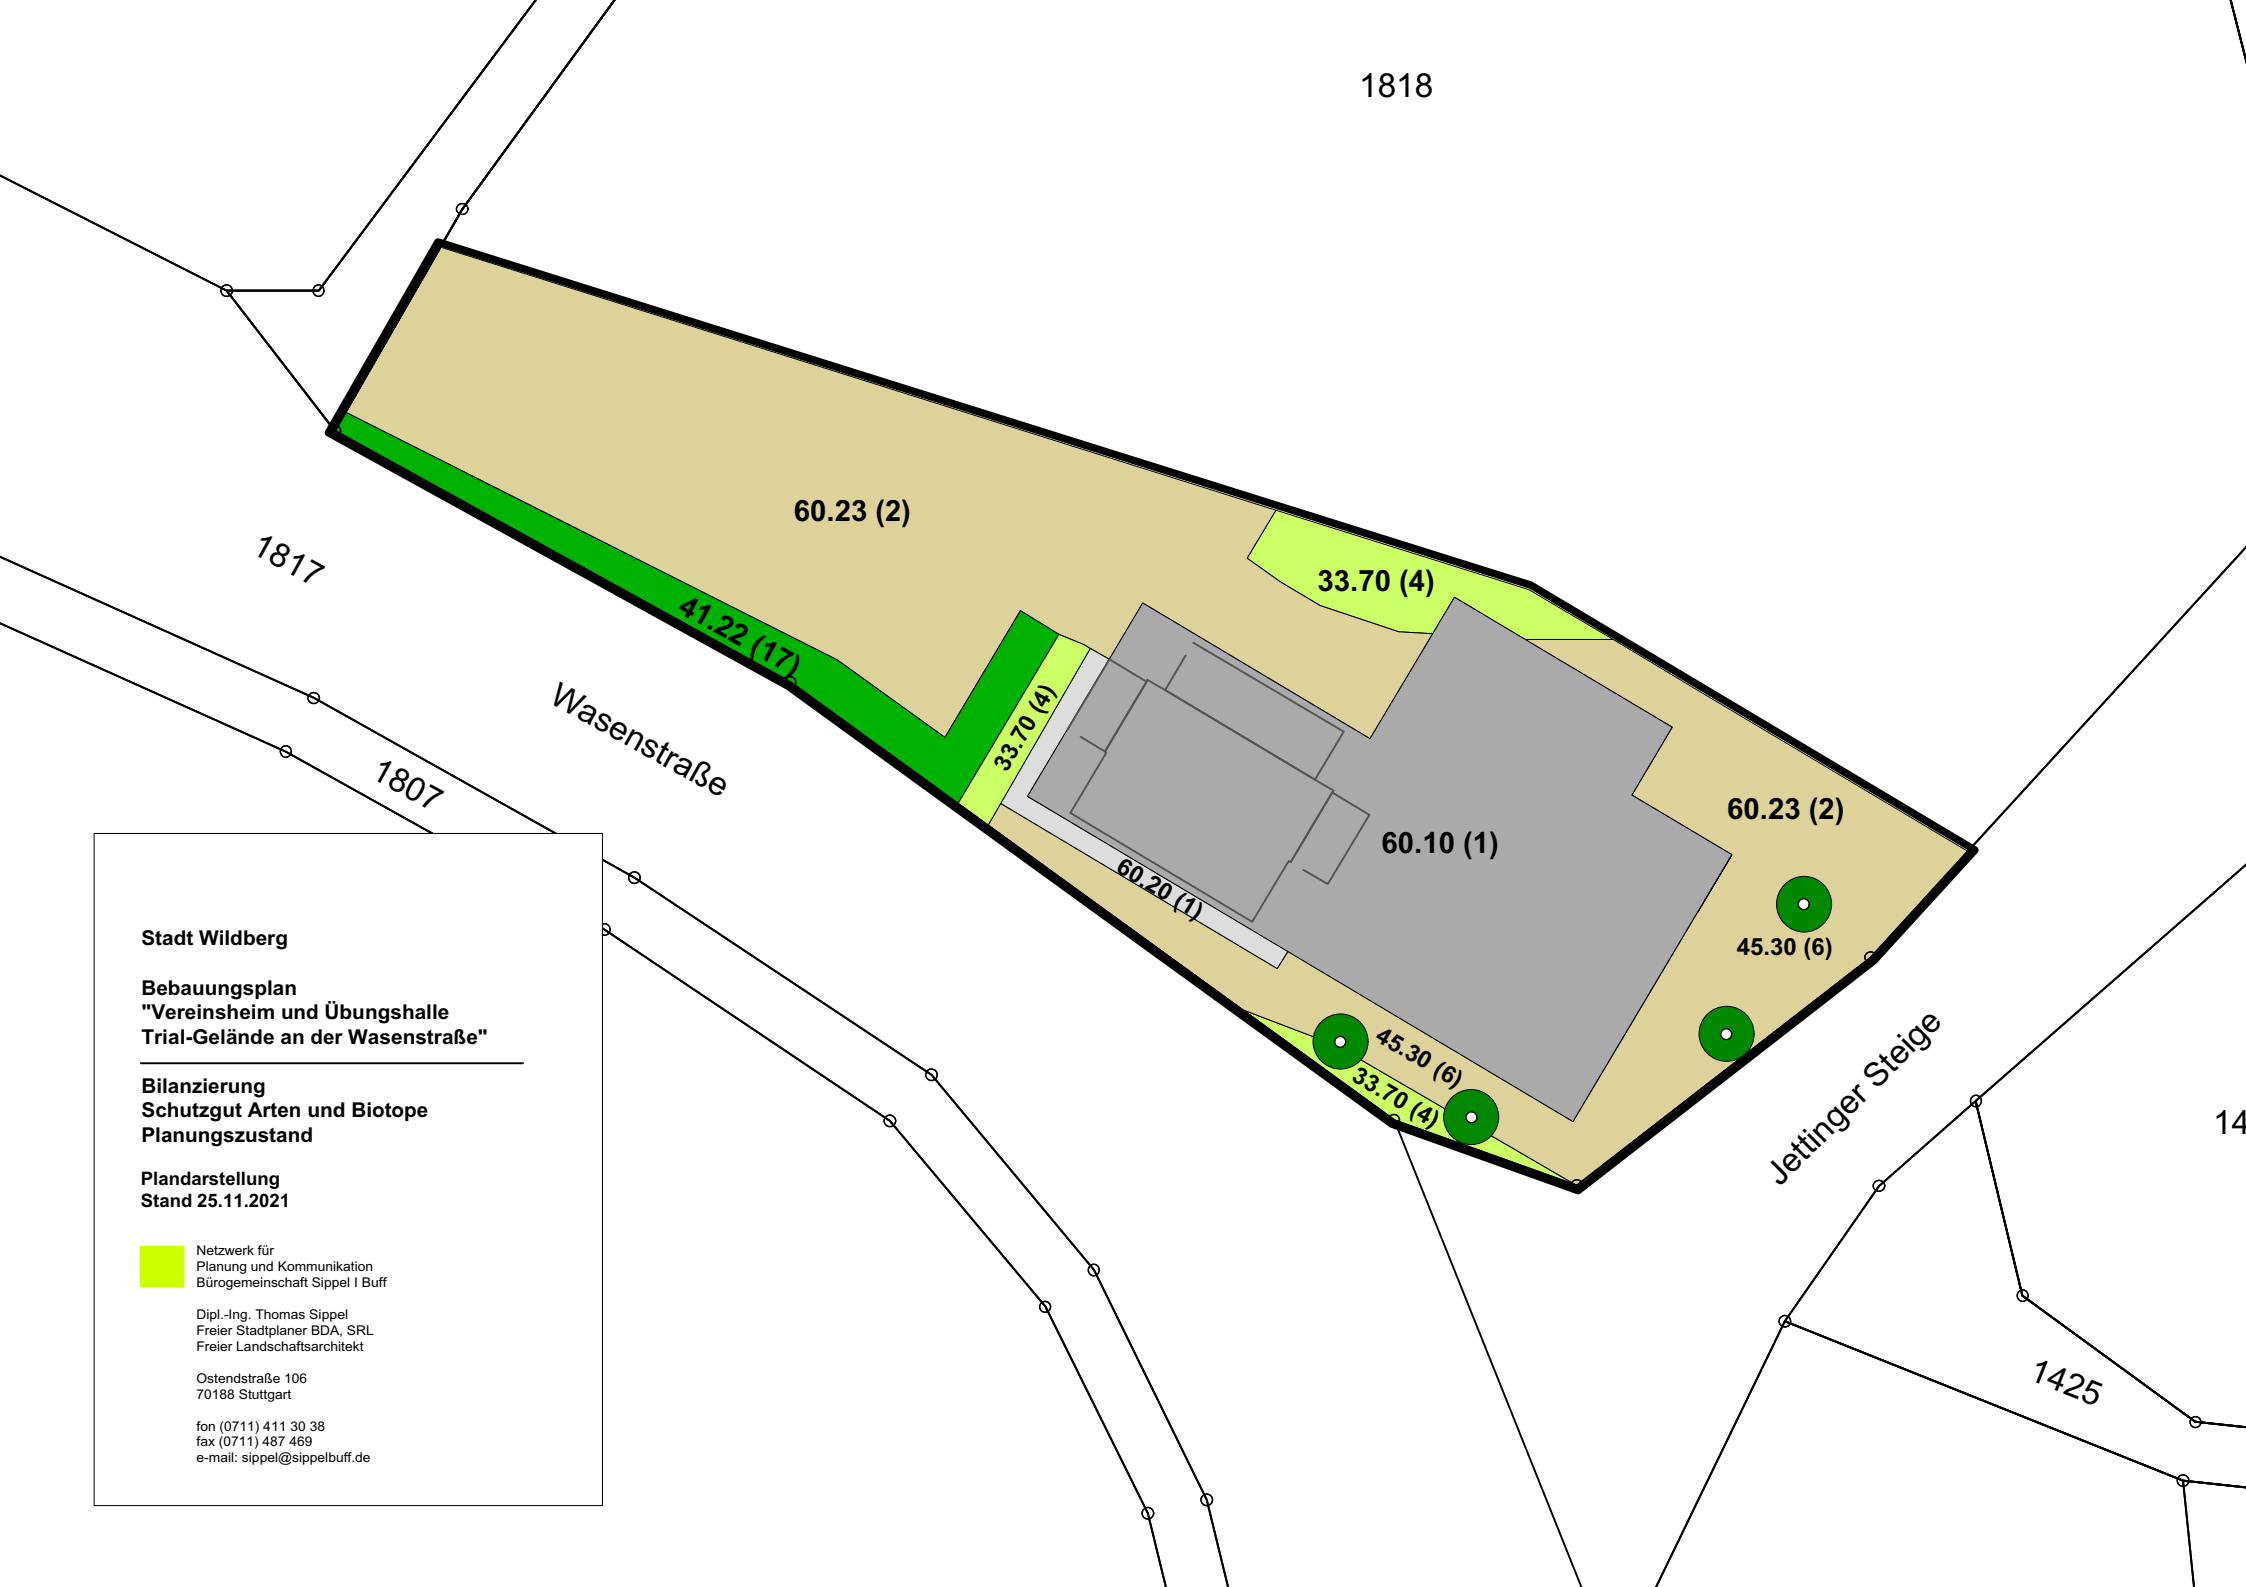 1818
60.23 (2)
33.70 (4)
1817
41.22 (17)
Wasenstraße
33.70 (4)
1807
60.23 (2)
60.10 (1)
60.20 (1)
45.30 (6)
45.30 (6)
33.70 (4)
Jettinger Steige
14
1425
Stadt Wildberg
Bebauungsplan
"Vereinsheim und Übungshalle
Trial-Gelände an der Wasenstraße"
Bilanzierung
Schutzgut Arten und Biotope
Planungszustand
Plandarstellung
Stand 25.11.2021
Netzwerk für
Planung und Kommunikation
Bürogemeinschaft Sippel I Buff
Dipl.-Ing. Thomas Sippel
Freier Stadtplaner BDA, SRL
Freier Landschaftsarchitekt
Ostendstraße 106
70188 Stuttgart
fon (0711) 411 30 38
fax (0711) 487 469
e-mail: sippel@sippelbuff.de